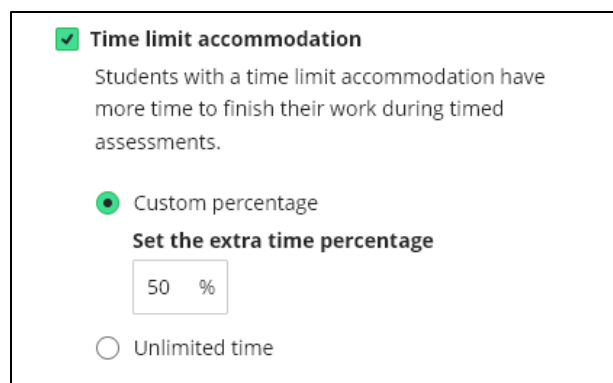 Time limit accommodation
Students with a time limit accommodation have
more time to finish their work during timed
assessments.
Custom percentage
Set the extra time percentage
50 %
Unlimited time